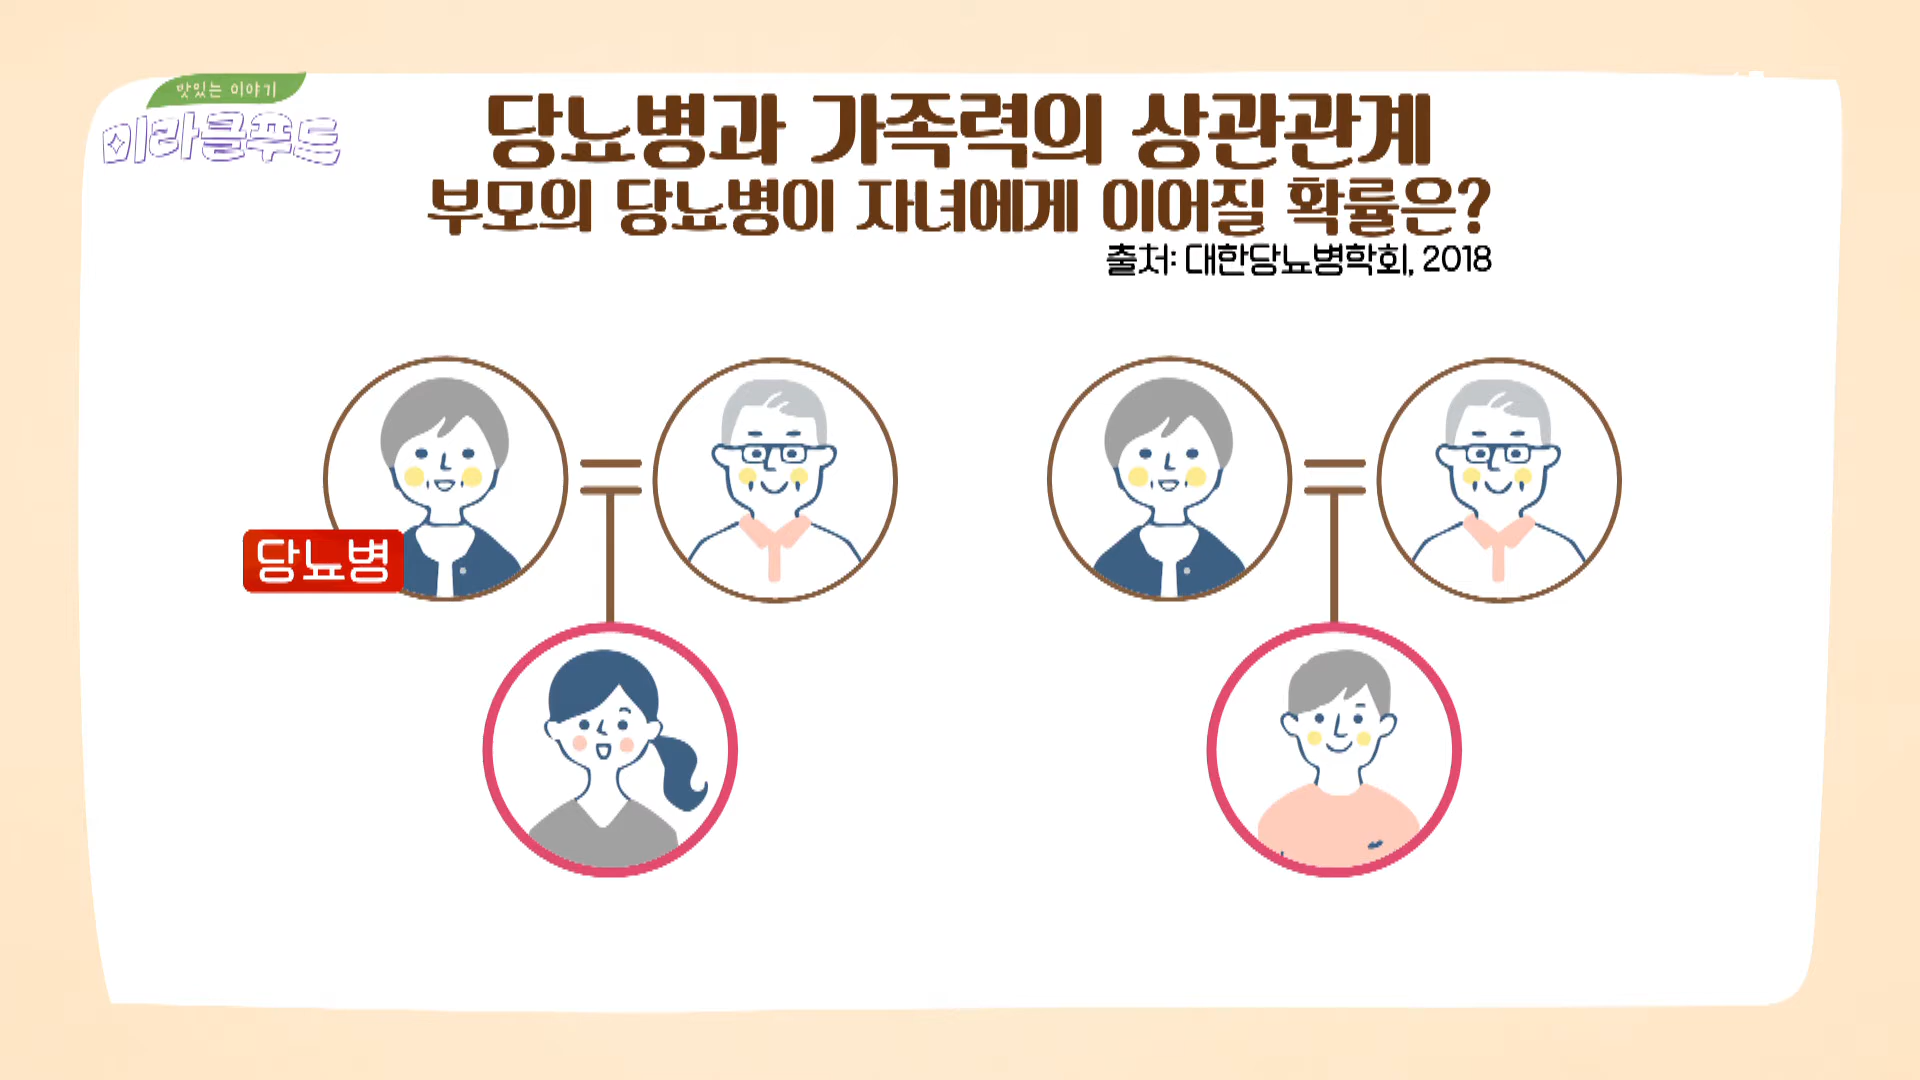 맛있는 이야기
미라클푸드
당뇨병과 가족력의 상관관계
부모의 당뇨병이 자녀에게 이어질 확률은?
출처: 대한당뇨병학회, 2018
당뇨병